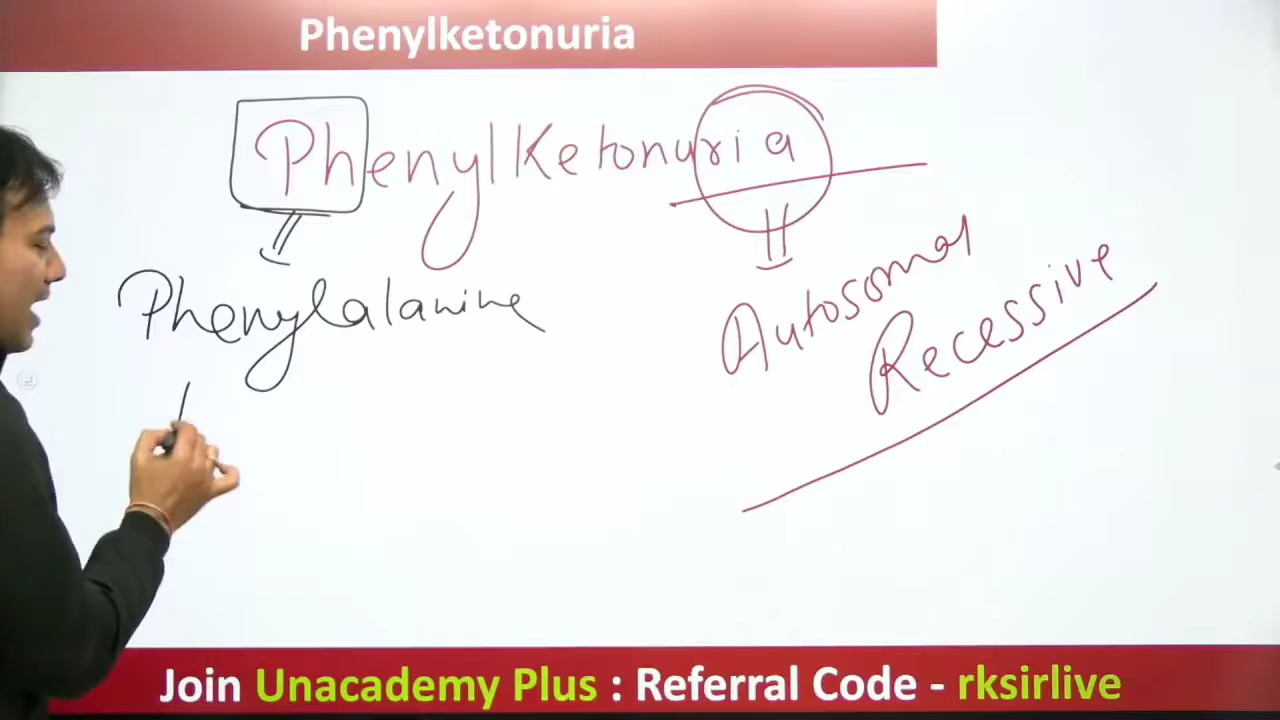 Phenylketonuria
PhenylKetonuria
Phenylalanine
Autosomal
Recessive
Join Unacademy Plus : Referral Code - rksirlive